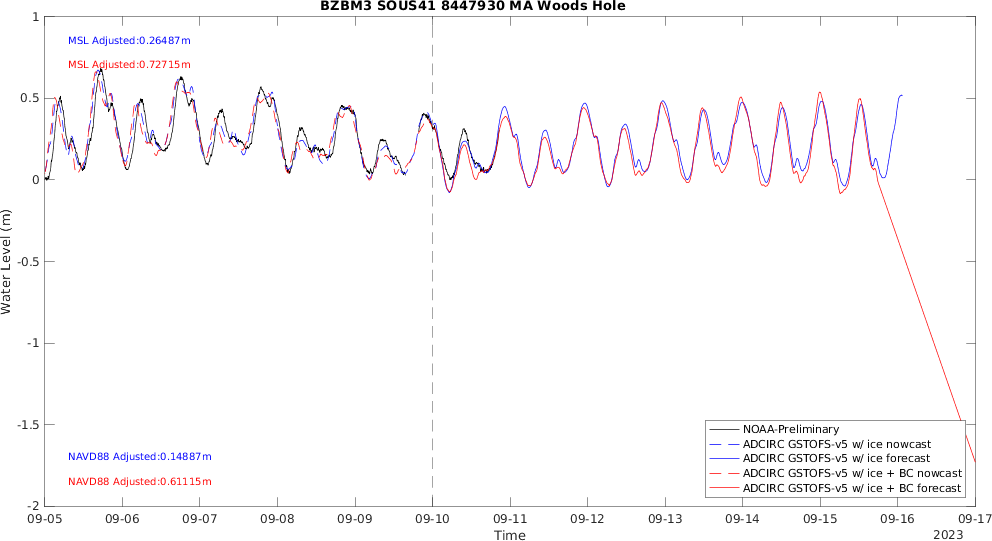 BZBM3 SOUS41 8447930 MA Woods Hole
MSL Adjusted:0.26487m
MSL Adjusted:0.72715m
Water Level (m)
1
0.5
0
-0.5
-1
-1.5
-2
NAVD88 Adjusted:0.14887m
NAVD88 Adjusted:0.61115m
NOAA-Preliminary
ADCIRC GSTOFS-v5 w/ ice nowcast
ADCIRC GSTOFS-v5 w/ ice forecast
ADCIRC GSTOFS-v5 w/ ice + BC nowcast
ADCIRC GSTOFS-v5 w/ ice + BC forecast
09-05 09-06 09-07 09-08 09-09 09-10 09-11 09-12 09-13 09-14 09-15 09-16 09-17
Time
2023